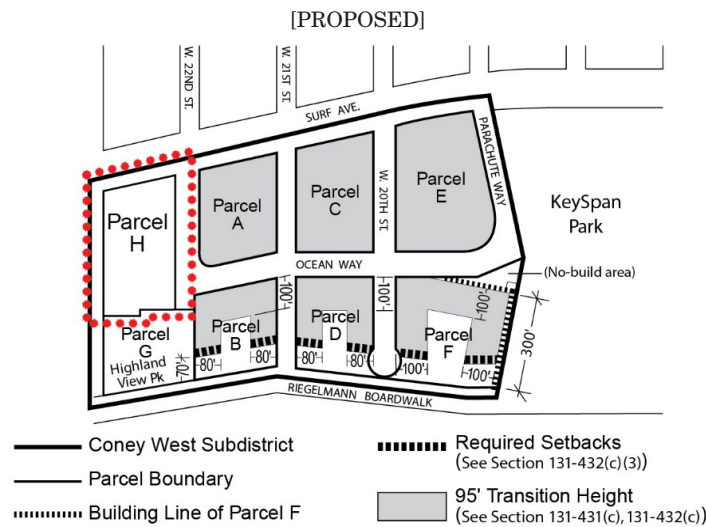 [PROPOSED]
W. 22ND ST.
W. 21ST ST.
SURF AVE.
PARACHUTE WAY
Parcel
H
Parcel
A
Parcel
C
W. 20TH ST.
Parcel
E
KeySpan
Park
OCEAN WAY
(No-build area)
100'
100'
100'
300'
Parcel
G
Highland
View Pk
70'
Parcel
B
80'
80'
Parcel
D
80'
80'
Parcel
F
100'
100'
RIEGELMANN BOARDWALK
Coney West Subdistrict
Parcel Boundary
Building Line of Parcel F
Required Setbacks
(See Section 131-432(c)(3))
95' Transition Height
(See Section 131-431(c), 131-432(c))